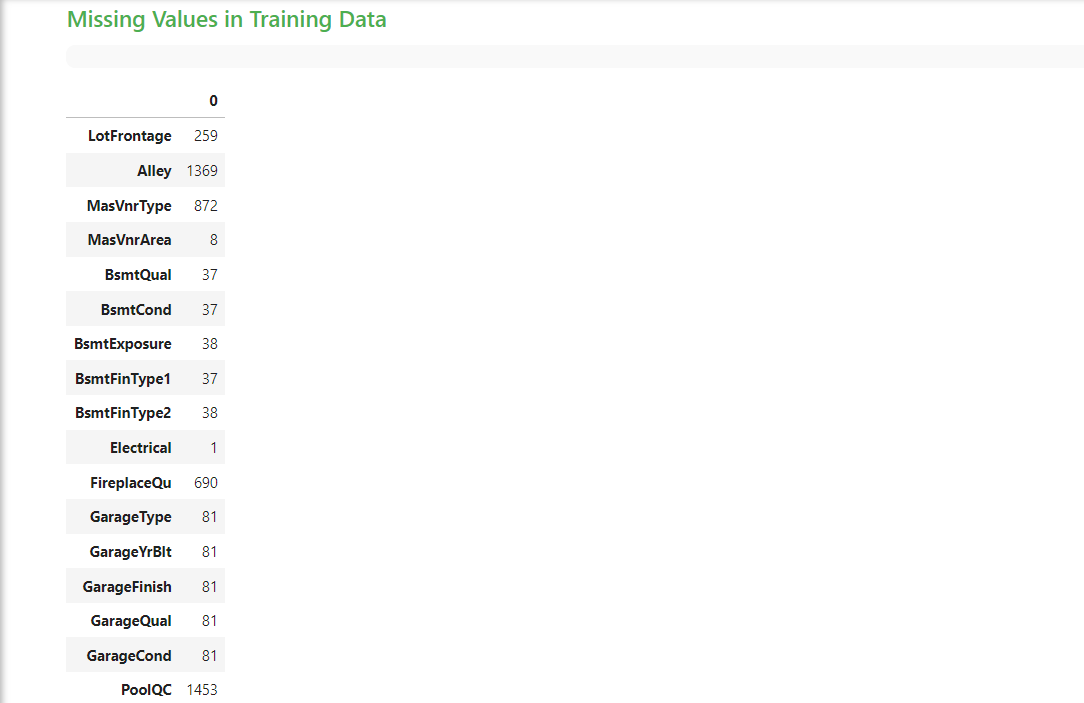 Missing Values in Training Data
0
LotFrontage 259
Alley 1369
MasVnrType 872
MasVnrArea 8
BsmtQual 37
BsmtCond 37
BsmtExposure 38
BsmtFinType1 37
BsmtFinType2 38
Electrical 1
FireplaceQu 690
GarageType 81
GarageYrBlt 81
GarageFinish 81
GarageQual 81
GarageCond 81
PoolQC 1453